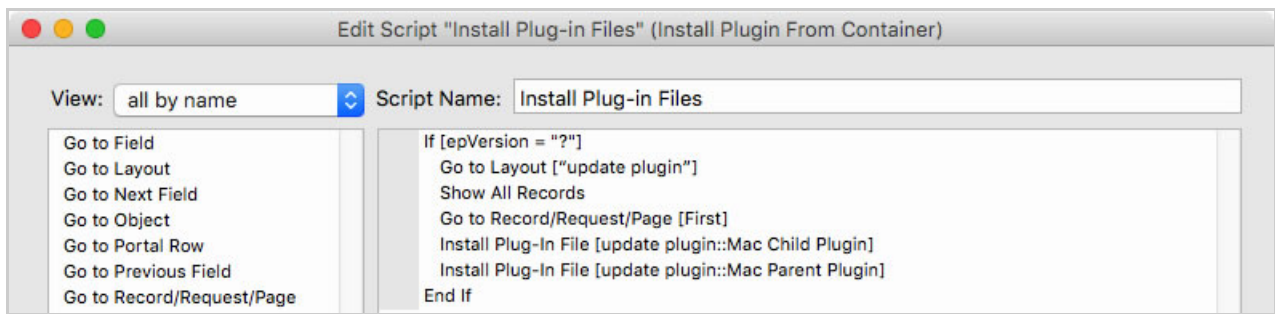 Edit Script "Install Plug-in Files" (Install Plugin From Container)
View: all by name Script Name: Install Plug-in Files
Go to Field
Go to Layout
Go to Next Field
Go to Object
Go to Portal Row
Go to Previous Field
Go to Record/Request/Page
If [epVersion = "?"]
Go to Layout [“update plugin”]
Show All Records
Go to Record/Request/Page [First]
Install Plug-In File [update plugin::Mac Child Plugin]
Install Plug-In File [update plugin::Mac Parent Plugin]
End If